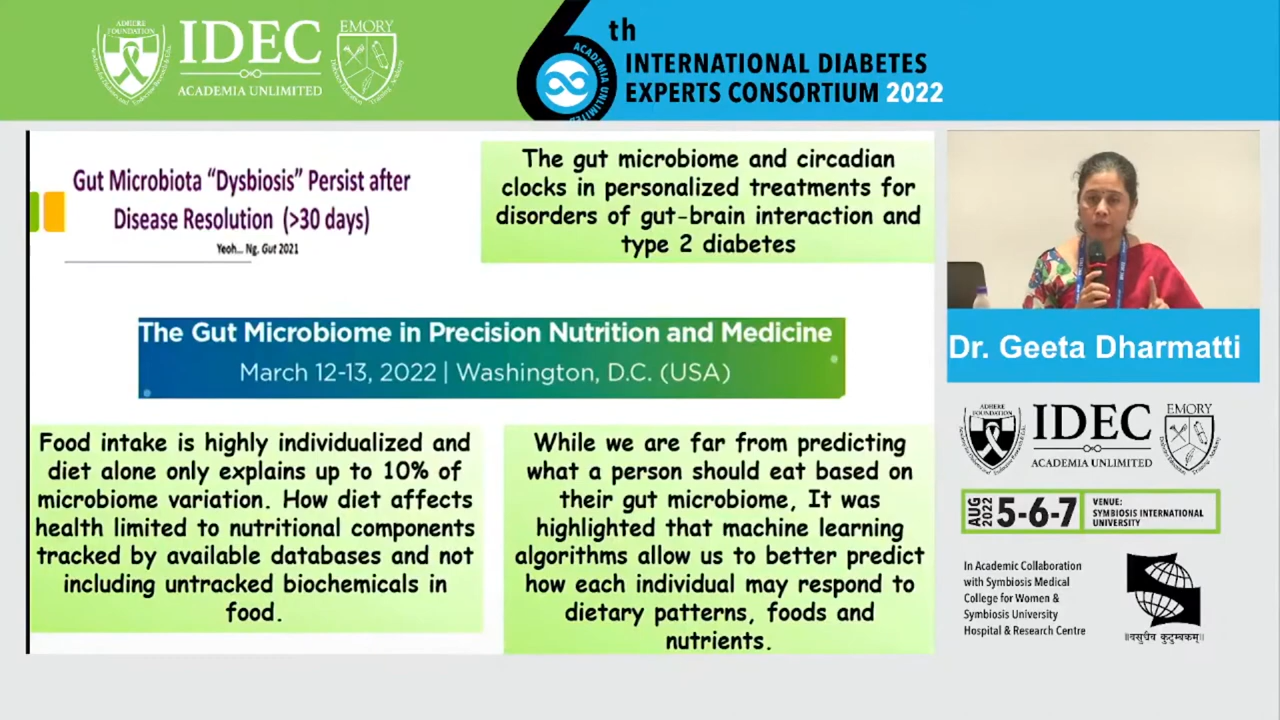 ADHERE
FOUNDATION
IDEC
ACADEMIA UNLIMITED
EMORY
6th
ACADEMIA UNLIMITED
INTERNATIONAL DIABETES
EXPERTS CONSORTIUM 2022
Gut Microbiota “Dysbiosis” Persist after
Disease Resolution (>30 days)
Yeoh... Ng. Gut 2021
The gut microbiome and circadian
clocks in personalized treatments for
disorders of gut-brain interaction and
type 2 diabetes
The Gut Microbiome in Precision Nutrition and Medicine
March 12-13, 2022 | Washington, D.C. (USA)
Food intake is highly individualized and
diet alone only explains up to 10% of
microbiome variation. How diet affects
health limited to nutritional components
tracked by available databases and not
including untracked biochemicals in
food.
While we are far from predicting
what a person should eat based on
their gut microbiome, It was
highlighted that machine learning
algorithms allow us to better predict
how each individual may respond to
dietary patterns, foods and
nutrients.
Dr. Geeta Dharmatti
ADHERE
FOUNDATION
IDEC
ACADEMIA UNLIMITED
EMORY
AUG
2022
5-6-7
VENUE:
SYMBIOSIS INTERNATIONAL
UNIVERSITY
In Academic Collaboration
with Symbiosis Medical
College for Women &
Symbiosis University
Hospital & Research Centre
॥वसुधैव कुटुम्बकम्॥